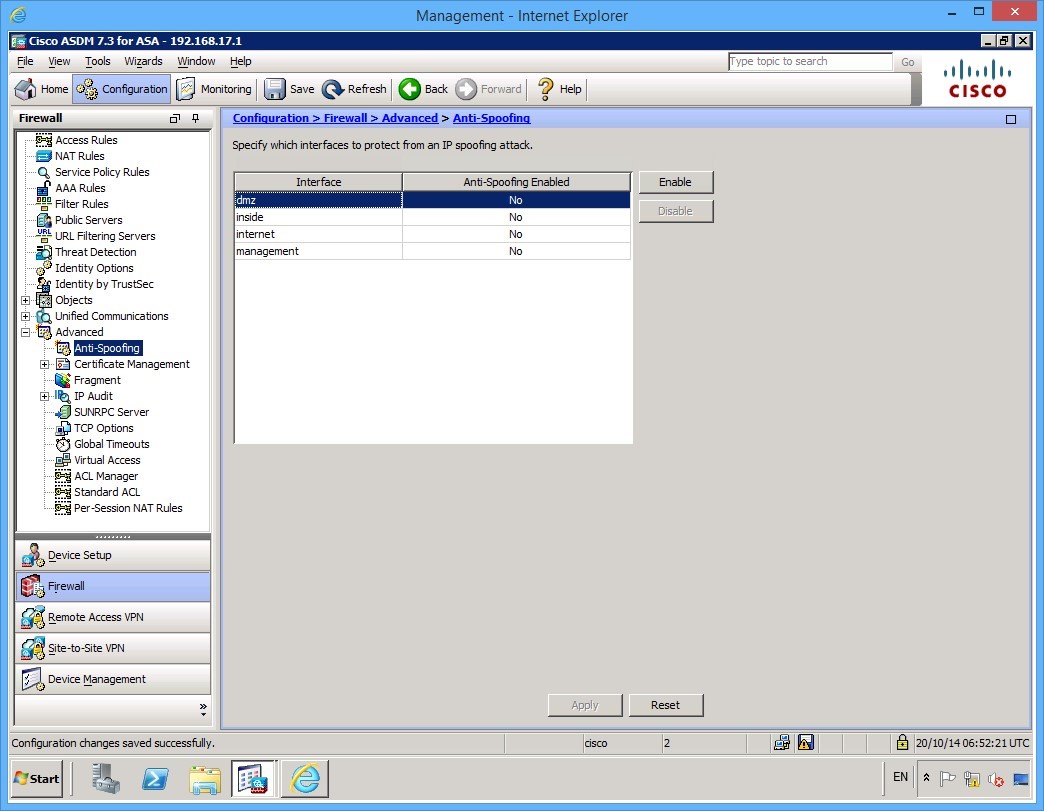 Management - Internet Explorer
Cisco ASDM 7.3 for ASA - 192.168.17.1
File View Tools Wizards Window Help
Type topic to search Go
Home Configuration Monitoring Save Refresh Back Forward Help
CISCO
Firewall
Configuration > Firewall > Advanced > Anti-Spoofing
Access Rules
NAT Rules
Service Policy Rules
AAA Rules
Filter Rules
Public Servers
URL URL Filtering Servers
Threat Detection
Identity Options
Identity by TrustSec
Objects
Unified Communications
Advanced
Anti-Spoofing
Certificate Management
Fragment
IP Audit
SUNRPC Server
TCP Options
Global Timeouts
Virtual Access
ACL Manager
Standard ACL
Per-Session NAT Rules
Device Setup
Firewall
Remote Access VPN
Site-to-Site VPN
Device Management
Specify which interfaces to protect from an IP spoofing attack.
Interface Anti-Spoofing Enabled
dmz No
inside No
internet No
management No
Enable
Disable
Apply Reset
Configuration changes saved successfully. cisco 2 20/10/14 06:52:21 UTC
Start EN